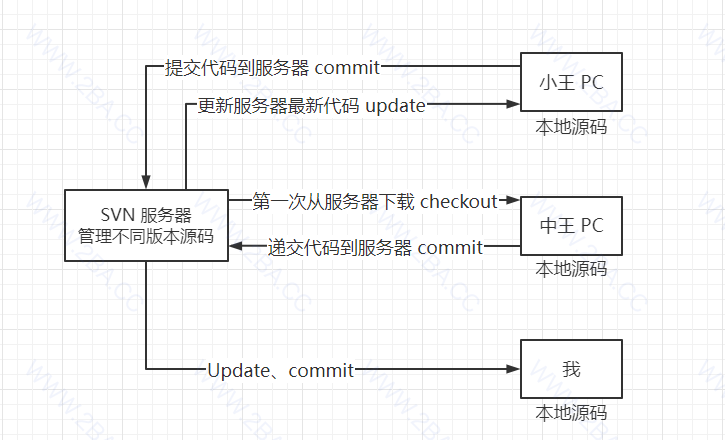 提交代码到服务器 commit
小王 PC
更新服务器最新代码 update
本地源码
SVN 服务器
管理不同版本源码
第一次从服务器下载 checkout
中王 PC
递交代码到服务器 commit
本地源码
Update、commit
我
本地源码
WWW.2BA.CC